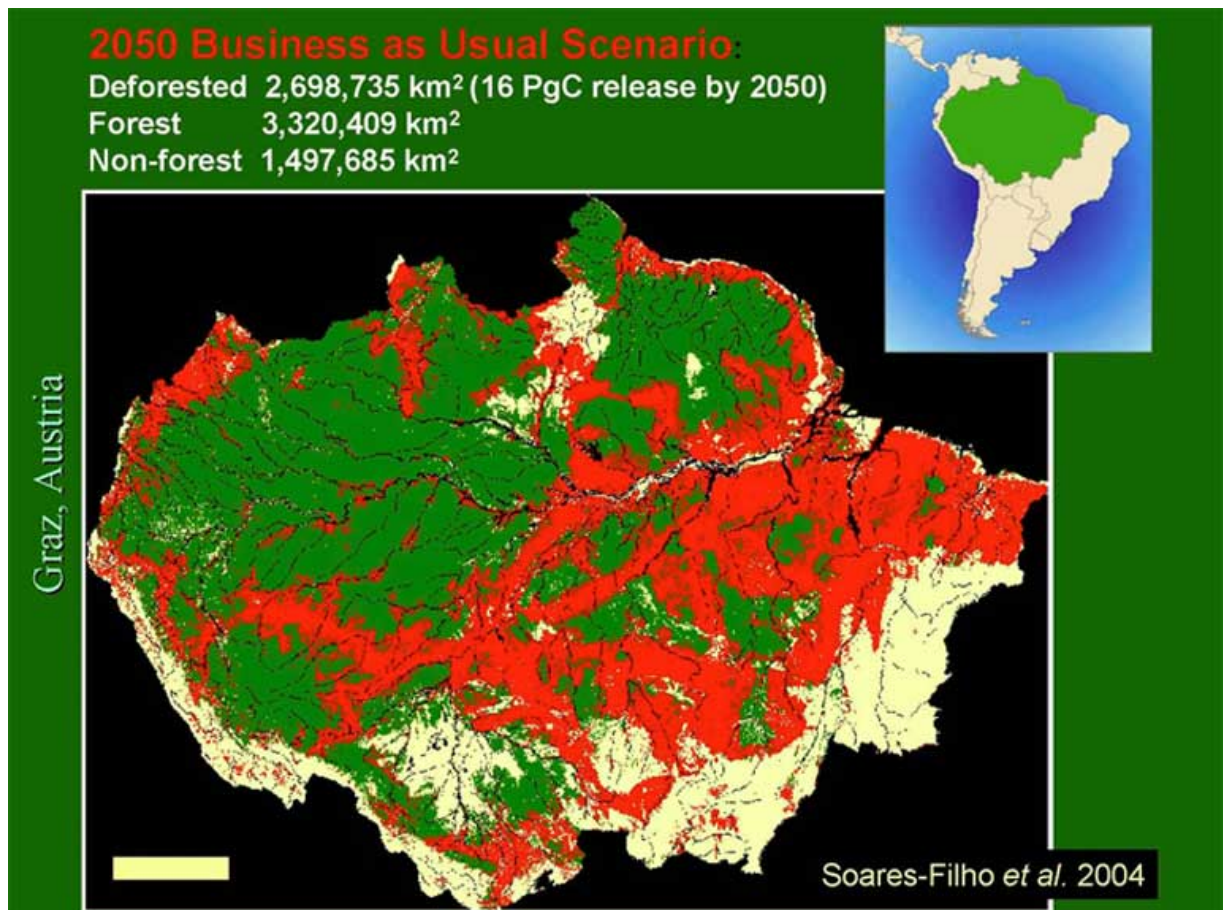 2050 Business as Usual Scenario:
Deforested 2,698,735 km² (16 PgC release by 2050)
Forest 3,320,409 km²
Non-forest 1,497,685 km²
Graz, Austria
Soares-Filho et al. 2004